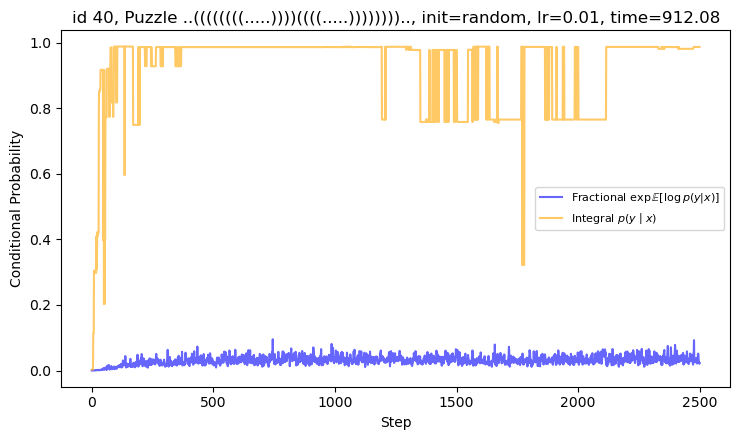 id 40, Puzzle ..((((((((.....))))((((.....)))))))).., init=random, lr=0.01, time=912.08
1.0
0.8
0.6
0.4
0.2
0.0
Conditional Probability
Fractional exp𝔼[log p(y|x)]
Integral p(y | x)
0
500
1000
1500
2000
2500
Step